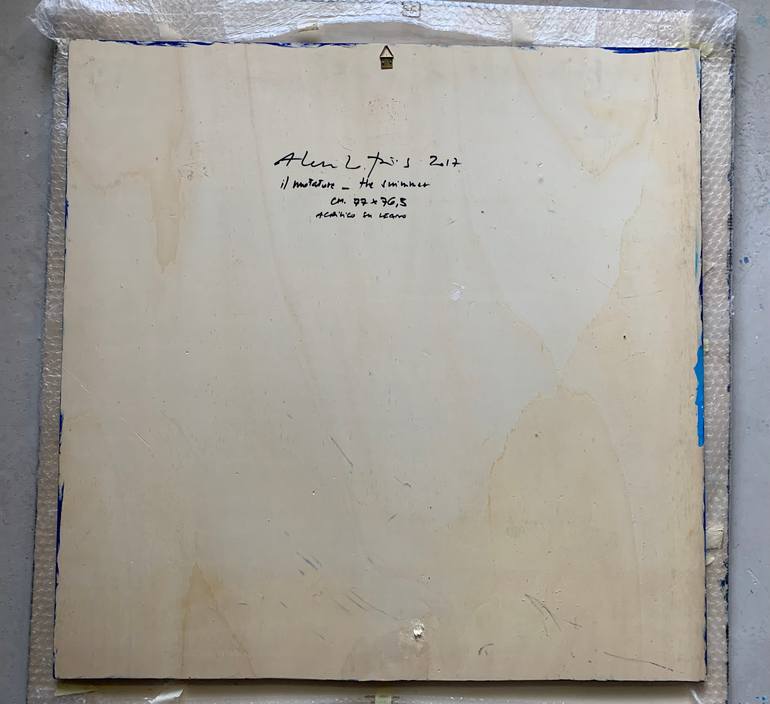 2017
il nuotatore – the swimmer
cm. 77 x 76,5
acrilico su legno